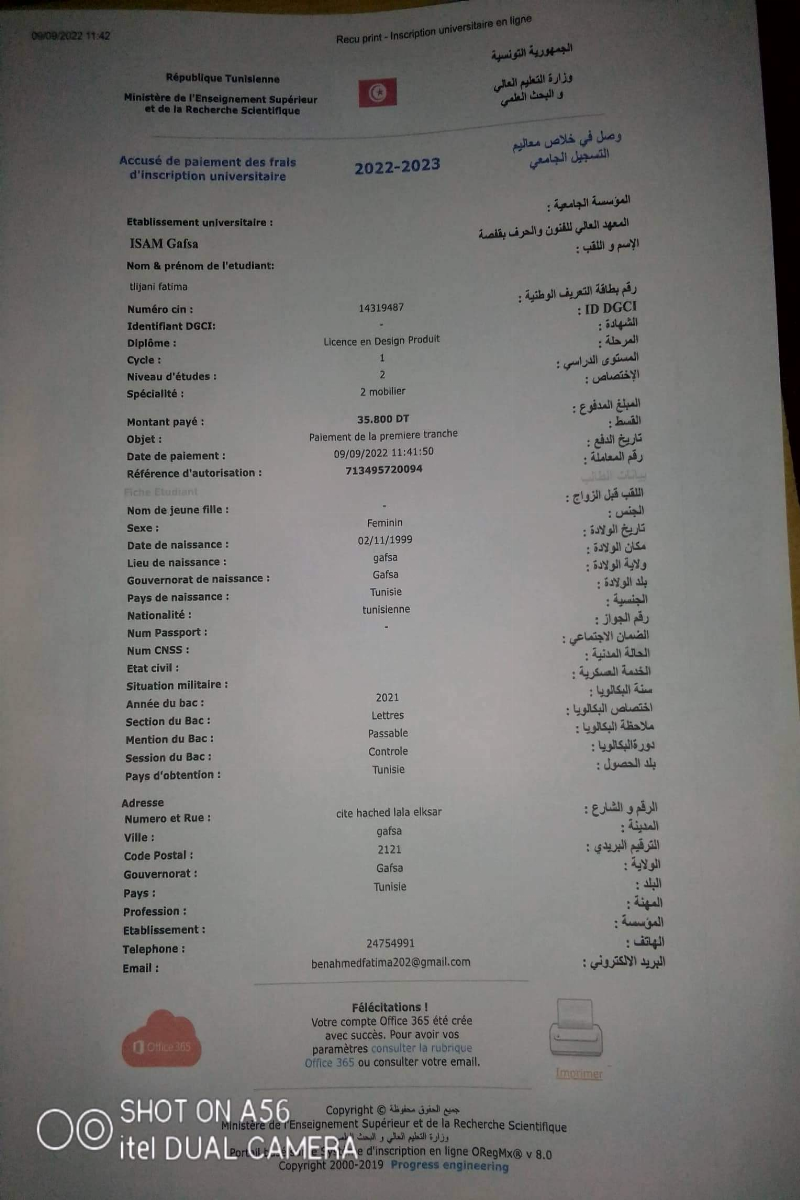 09/09/2022 11:42
Recu print - Inscription universitaire en ligne
République Tunisienne
الجمهورية التونسية
Ministère de l'Enseignement Supérieur
et de la Recherche Scientifique
وزارة التعليم العالي
و البحث العلمي
Accusé de paiement des frais
d'inscription universitaire
2022-2023
وصل في خلاص معاليم
التسجيل الجامعي
Etablissement universitaire :
المؤسسة الجامعية :
ISAM Gafsa
المعهد العالي للفنون والحرف بقفصة
Nom & prénom de l'etudiant:
الإسم و اللقب :
tlijani fatima
Numéro cin : 14319487 رقم بطاقة التعريف الوطنية :
Identifiant DGCI: - ID DGCI :
Diplôme : Licence en Design Produit الشهادة :
Cycle : 1 المرحلة :
Niveau d'études : 2 المستوى الدراسي :
Spécialité : 2 mobilier الإختصاص :
Montant payé : 35.800 DT المبلغ المدفوع :
Objet : Paiement de la premiere tranche القسط :
Date de paiement : 09/09/2022 11:41:50 تاريخ الدفع :
Référence d'autorisation : 713495720094 رقم المعاملة :
Fiche Etudiant بيانات الطالب
Nom de jeune fille : - اللقب قبل الزواج :
Sexe : Feminin الجنس :
Date de naissance : 02/11/1999 تاريخ الولادة :
Lieu de naissance : gafsa مكان الولادة :
Gouvernorat de naissance : Gafsa ولاية الولادة :
Pays de naissance : Tunisie بلد الولادة :
Nationalité : tunisienne الجنسية :
Num Passport : - رقم الجواز :
Num CNSS : الضمان الاجتماعي :
Etat civil : الحالة المدنية :
Situation militaire : الخدمة العسكرية :
Année du bac : 2021 سنة البكالويا :
Section du Bac : Lettres اختصاص البكالويا :
Mention du Bac : Passable ملاحظة البكالويا :
Session du Bac : Controle دورةالبكالويا :
Pays d'obtention : Tunisie بلد الحصول :
Adresse
Numero et Rue : cite hached lala elksar الرقم و الشارع :
Ville : gafsa المدينة :
Code Postal : 2121 الترقيم البريدي :
Gouvernorat : Gafsa الولاية :
Pays : Tunisie البلد :
Profession : المهنة :
Etablissement : المؤسسة :
Telephone : 24754991 الهاتف :
Email : benahmedfatima202@gmail.com البريد الالكتروني :
Office 365
Félécitations !
Votre compte Office 365 été crée
avec succès. Pour avoir vos
paramètres consulter la rubrique
Office 365 ou consulter votre email.
Imprimer
Copyright © جميع الحقوق محفوظة
Ministère de l'Enseignement Supérieur et de la Recherche Scientifique
وزارة التعليم العالي و البحث
d'inscription en ligne ORegMx® v 8.0
Copyright 2000-2019 Progress engineering
SHOT ON A56
itel DUAL CAMERA